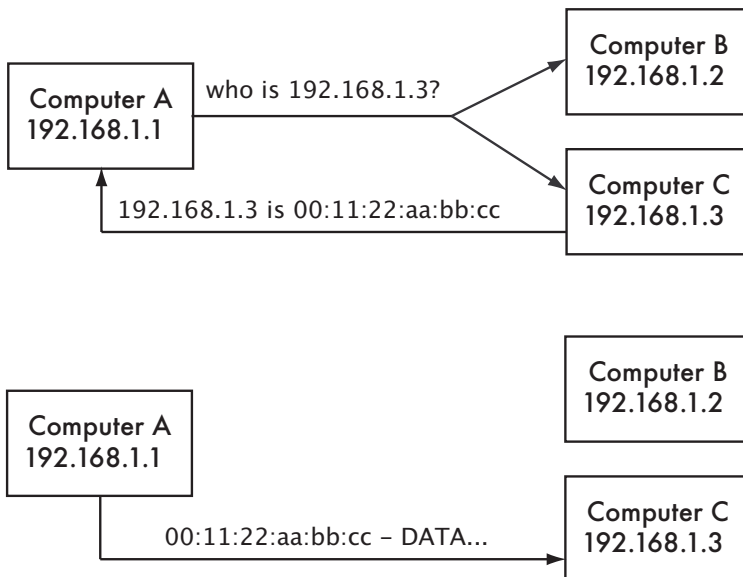 Computer B
192.168.1.2
Computer A
192.168.1.1
who is 192.168.1.3?
Computer C
192.168.1.3
192.168.1.3 is 00:11:22:aa:bb:cc
Computer B
192.168.1.2
Computer A
192.168.1.1
Computer C
192.168.1.3
00:11:22:aa:bb:cc – DATA...